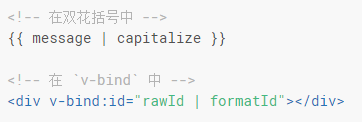 <!-- 在双花括号中 -->
{{ message | capitalize }}
<!-- 在 `v-bind` 中 -->
<div v-bind:id="rawId | formatId"></div>